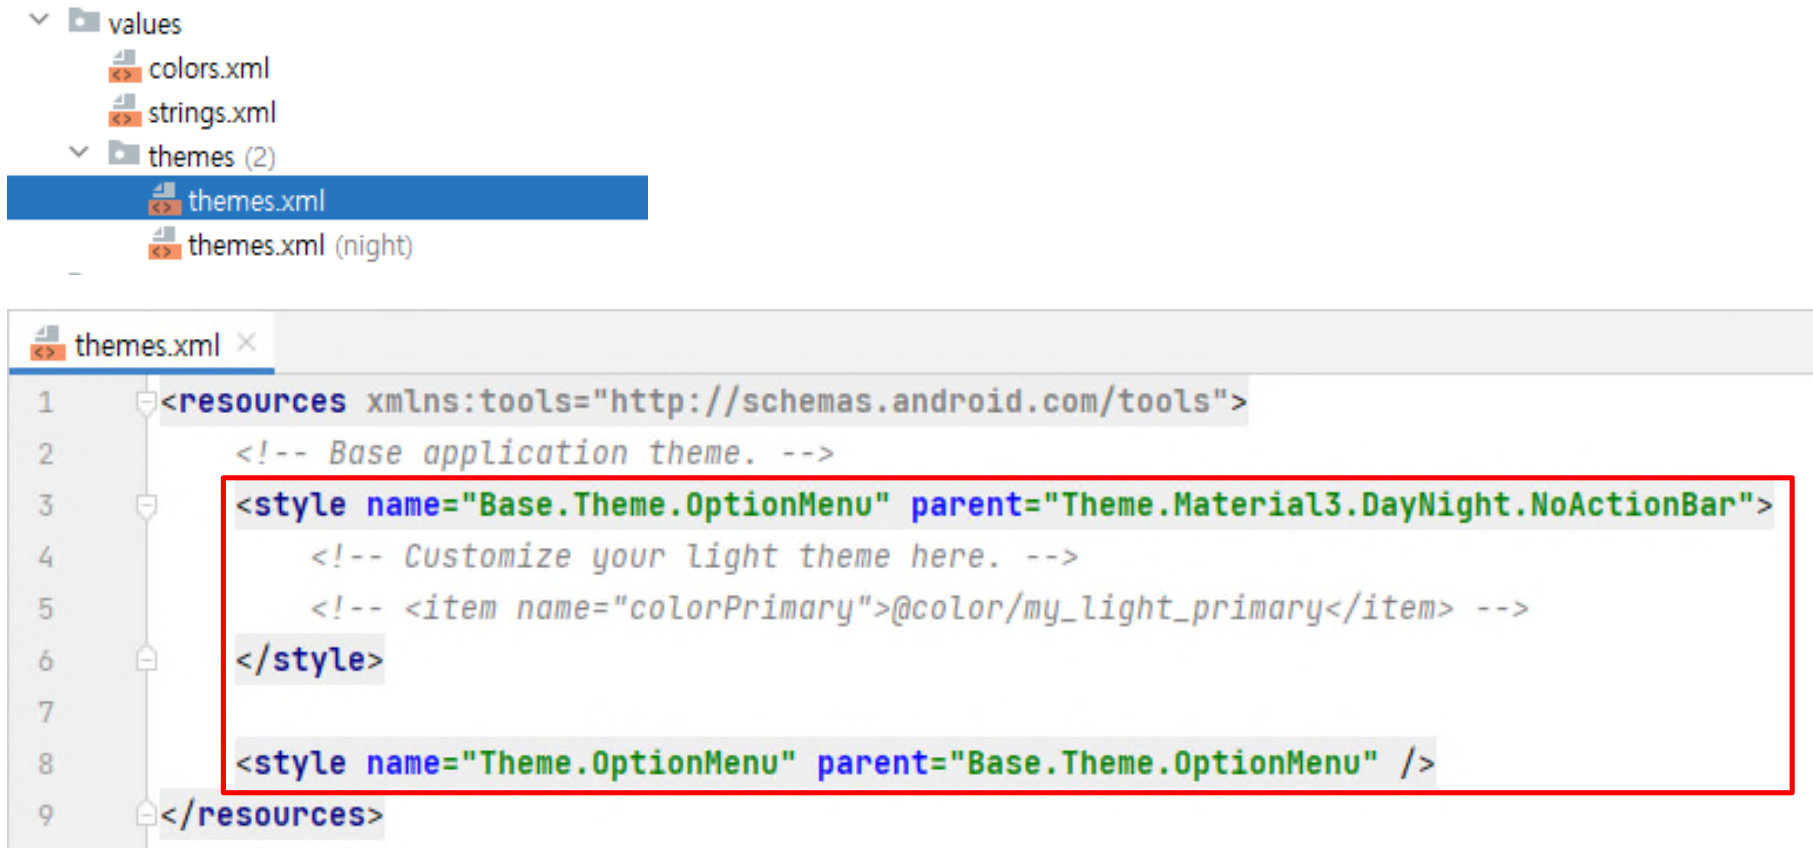 values
colors.xml
strings.xml
themes (2)
themes.xml
themes.xml (night)
themes.xml
1 <resources xmlns:tools="http://schemas.android.com/tools">
2 <!-- Base application theme. -->
3 <style name="Base.Theme.OptionMenu" parent="Theme.Material3.DayNight.NoActionBar">
4 <!-- Customize your light theme here. -->
5 <!-- <item name="colorPrimary">@color/my_light_primary</item> -->
6 </style>
7
8 <style name="Theme.OptionMenu" parent="Base.Theme.OptionMenu" />
9 </resources>